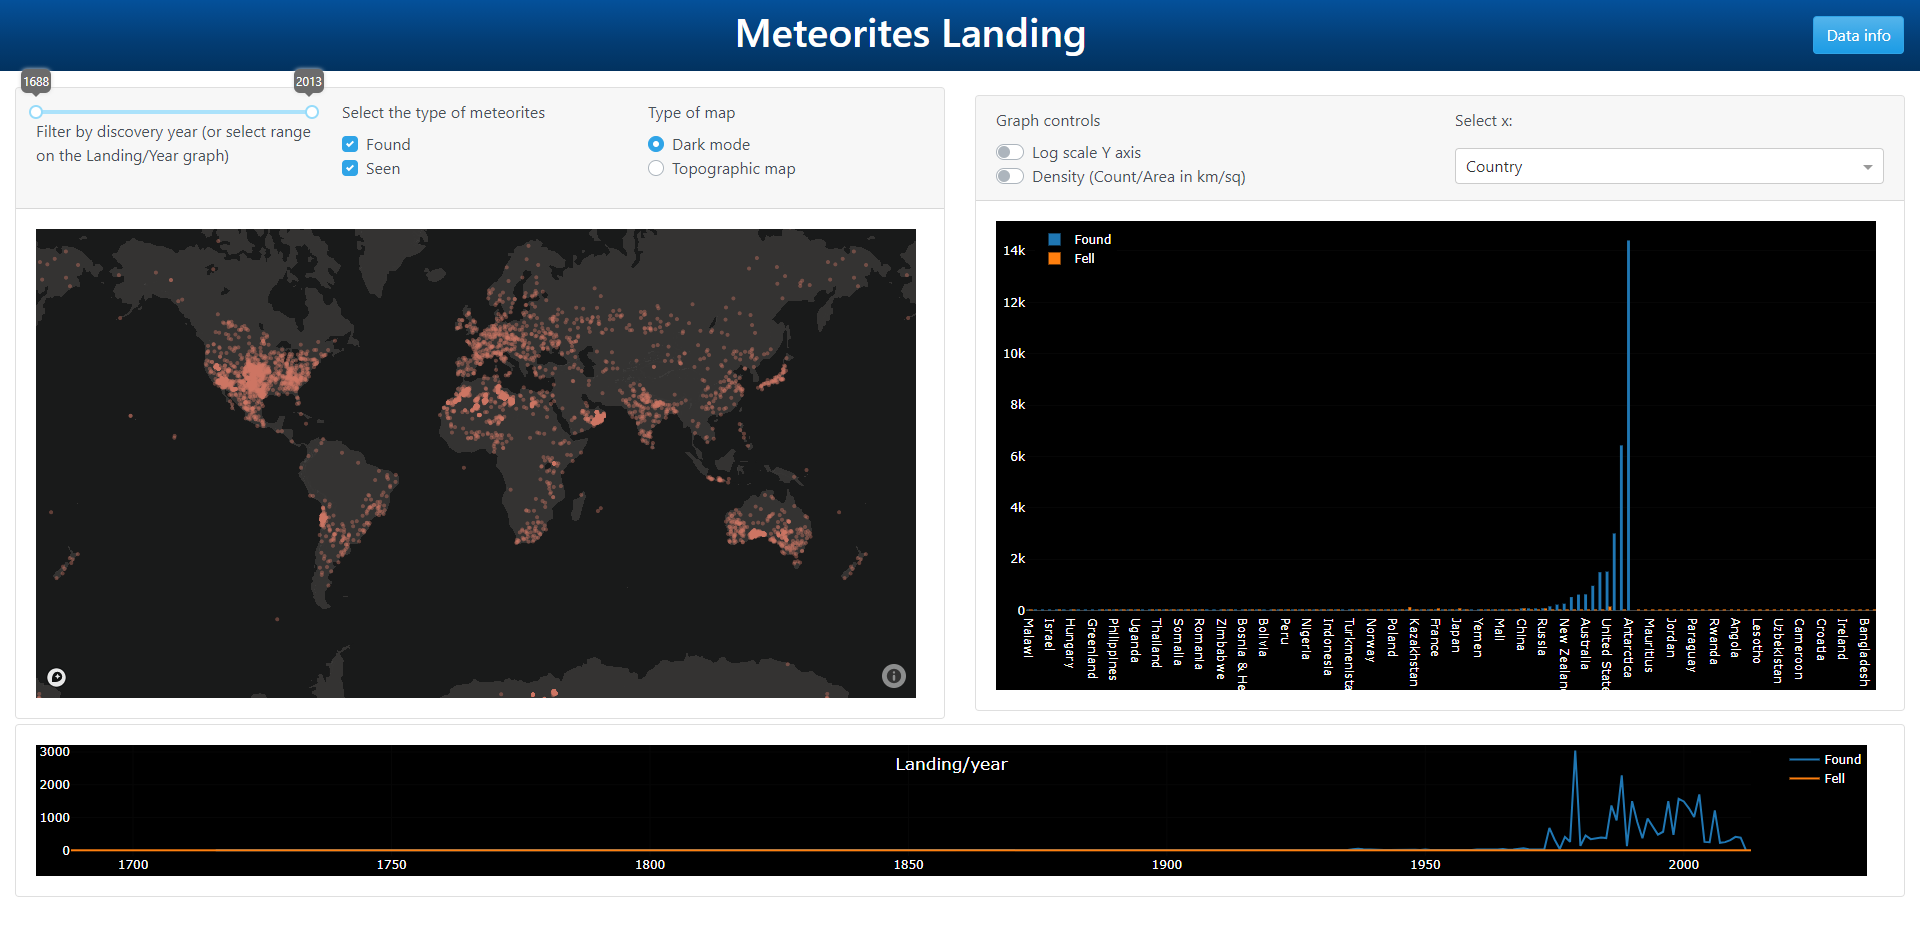 Meteorites Landing
Data info
1688
2013
Filter by discovery year (or select range
on the Landing/Year graph)
Select the type of meteorites
Found
Seen
Type of map
Dark mode
Topographic map
Graph controls
Log scale Y axis
Density (Count/Area in km/sq)
Select x:
Country
Found
Fell
14k
12k
10k
8k
6k
4k
2k
0
Malawi
Israel
Hungary
Greenland
Philippines
Uganda
Thailand
Somalia
Romania
Zimbabwe
Bosnia & He
Bolivia
Peru
Nigeria
Indonesia
Turkmenista
Norway
Poland
Kazakhstan
France
Japan
Yemen
Mali
China
Russia
New Zealan
Australia
United State
Antarctica
Mauritius
Jordan
Paraguay
Rwanda
Angola
Lesotho
Uzbekistan
Cameroon
Croatia
Ireland
Bangladesh
Landing/year
Found
Fell
3000
2000
1000
0
1700
1750
1800
1850
1900
1950
2000